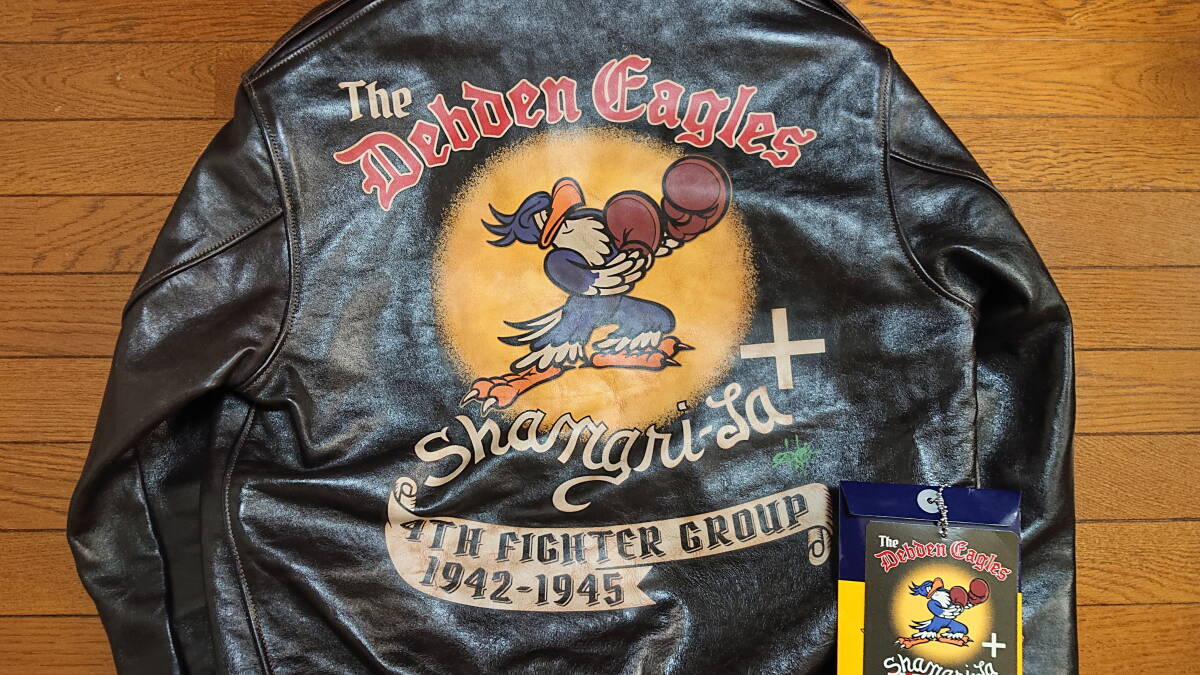 The
Debden Eagles
Shangri-La
4TH FIGHTER GROUP
1942-1945
The
Debden Eagles
Shangri-La